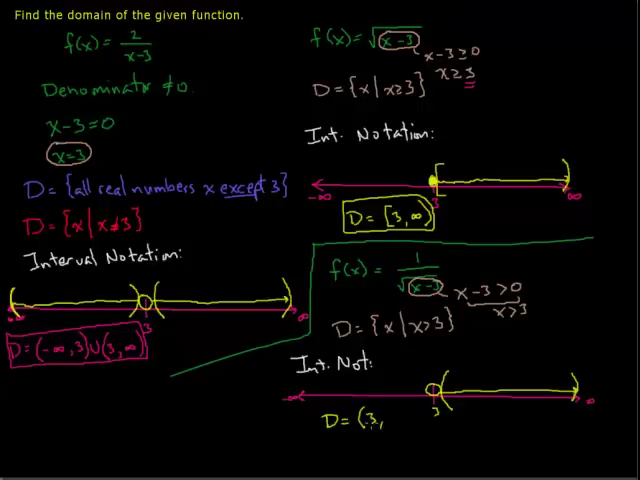 Find the domain of the given function.
f(x) = 2/(x-3)
Denominator ≠ 0.
x-3=0
x=3
D = {all real numbers x except 3}
D = {x | x≠3}
Interval Notation:
-∞ 3 ∞
D = (-∞, 3) U (3, ∞)
f(x) = √(x-3)
x-3≥0
x≥3
D = {x | x≥3}
Int. Notation:
-∞ 3 ∞
D = [3, ∞)
f(x) = 1/√(x-3)
x-3>0
x>3
D = {x | x>3}
Int. Not:
-∞ 3 ∞
D = (3,